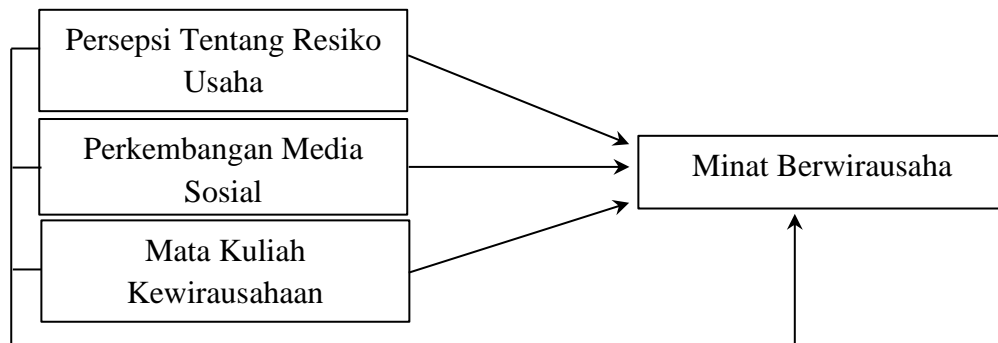 Persepsi Tentang Resiko
Usaha
Perkembangan Media
Sosial
Minat Berwirausaha
Mata Kuliah
Kewirausahaan